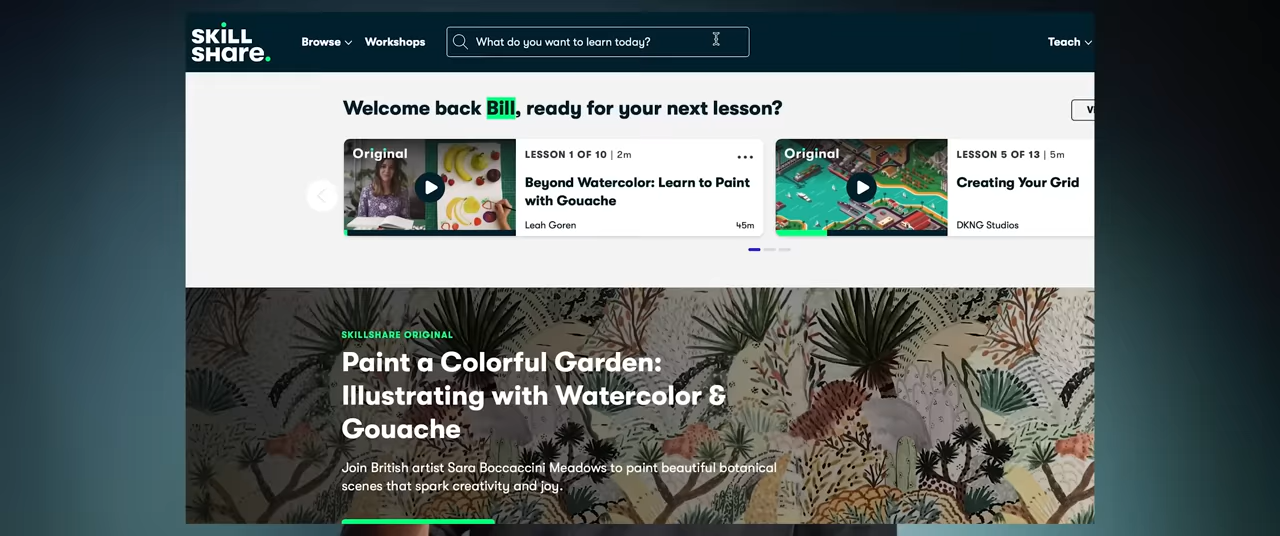 SKILL
SHare.
Browse
Workshops
What do you want to learn today?
Teach
Welcome back Bill, ready for your next lesson?
Original
LESSON 1 OF 10 | 2m
Beyond Watercolor: Learn to Paint
with Gouache
Leah Goren
45m
Original
LESSON 5 OF 13 | 5m
Creating Your Grid
DKNG Studios
SKILLSHARE ORIGINAL
Paint a Colorful Garden:
Illustrating with Watercolor &
Gouache
Join British artist Sara Boccaccini Meadows to paint beautiful botanical
scenes that spark creativity and joy.